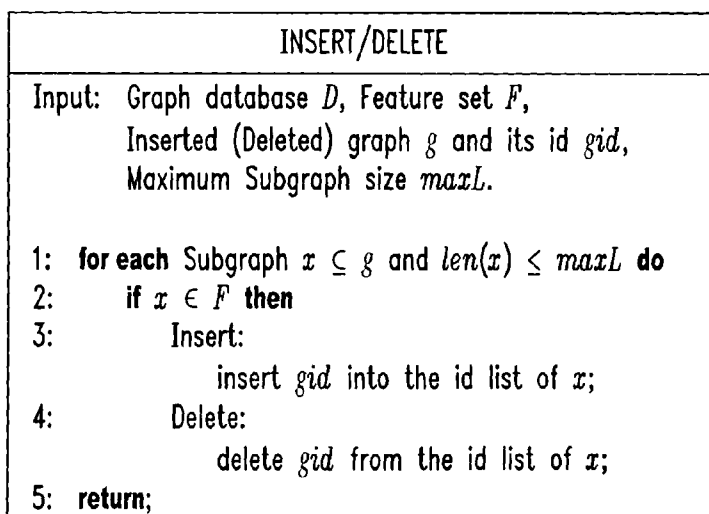 INSERT/DELETE
Input: Graph database D, Feature set F,
Inserted (Deleted) graph g and its id gid,
Maximum Subgraph size maxL.
1: for each Subgraph x ⊆ g and len(x) ≤ maxL do
2: if x ∈ F then
3: Insert:
insert gid into the id list of x;
4: Delete:
delete gid from the id list of x;
5: return;